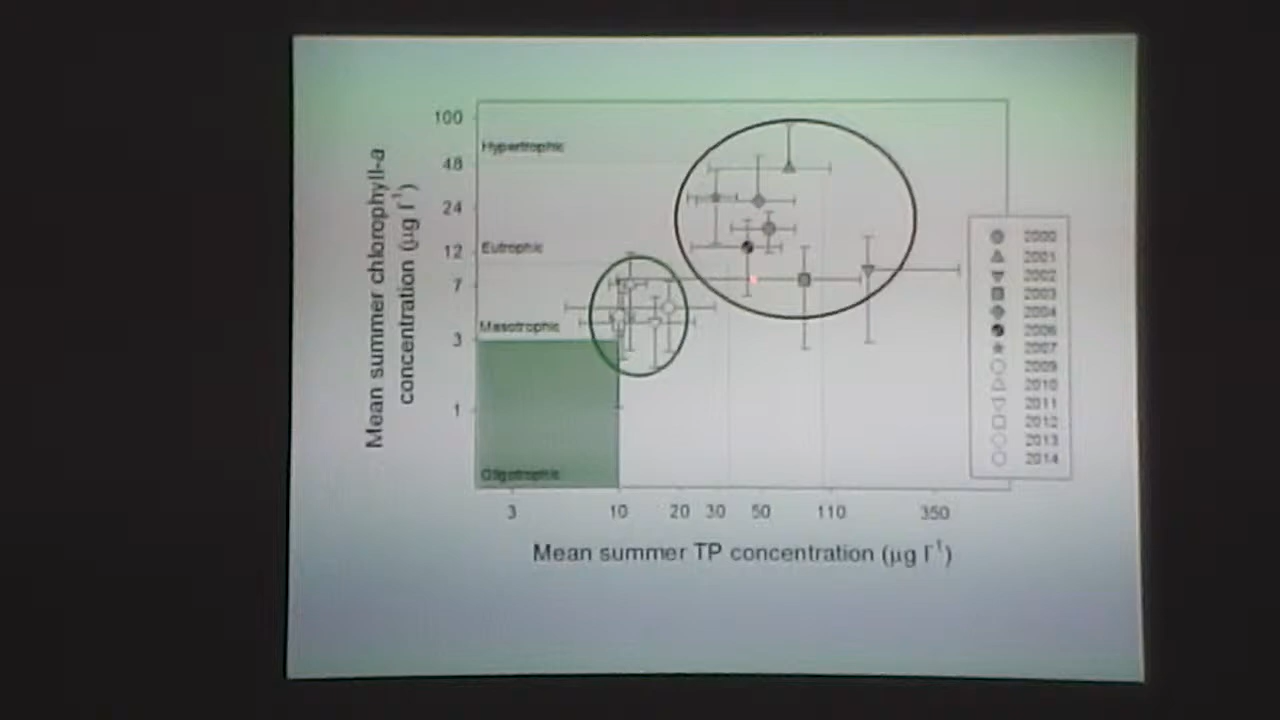 Mean summer chlorophyll-a
concentration (µg l⁻¹)
100
48
24
12
7
3
1
Hypertrophic
Eutrophic
Mesotrophic
Oligotrophic
3 10 20 30 50 110 350
Mean summer TP concentration (µg l⁻¹)
2000
2001
2002
2003
2004
2006
2007
2009
2010
2011
2012
2013
2014